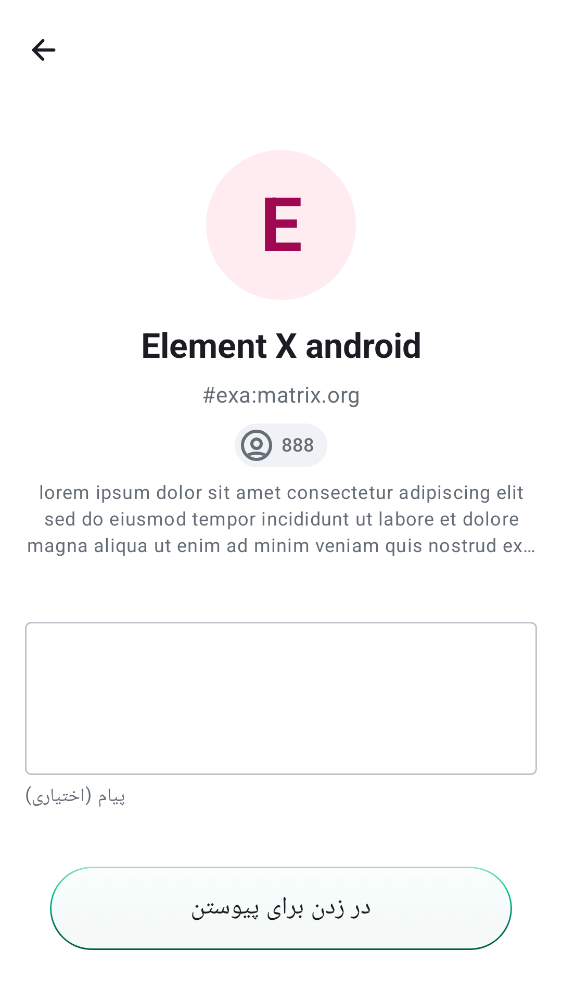 E
Element X android
#exa:matrix.org
888
lorem ipsum dolor sit amet consectetur adipiscing elit
sed do eiusmod tempor incididunt ut labore et dolore
magna aliqua ut enim ad minim veniam quis nostrud ex…
پیام (اختیاری)
در زدن برای پیوستن